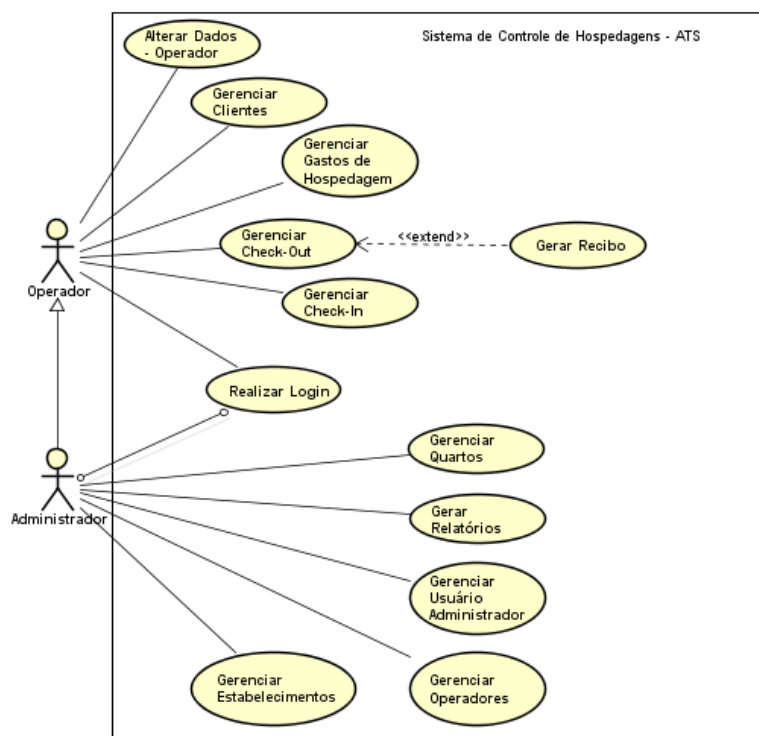 Sistema de Controle de Hospedagens - ATS
Alterar Dados
- Operador
Gerenciar
Clientes
Gerenciar
Gastos de
Hospedagem
Gerenciar
Check-Out
<<extend>>
Gerar Recibo
Operador
Gerenciar
Check-In
Realizar Login
Gerenciar
Quartos
Administrador
Gerar
Relatórios
Gerenciar
Usuário
Administrador
Gerenciar
Estabelecimentos
Gerenciar
Operadores